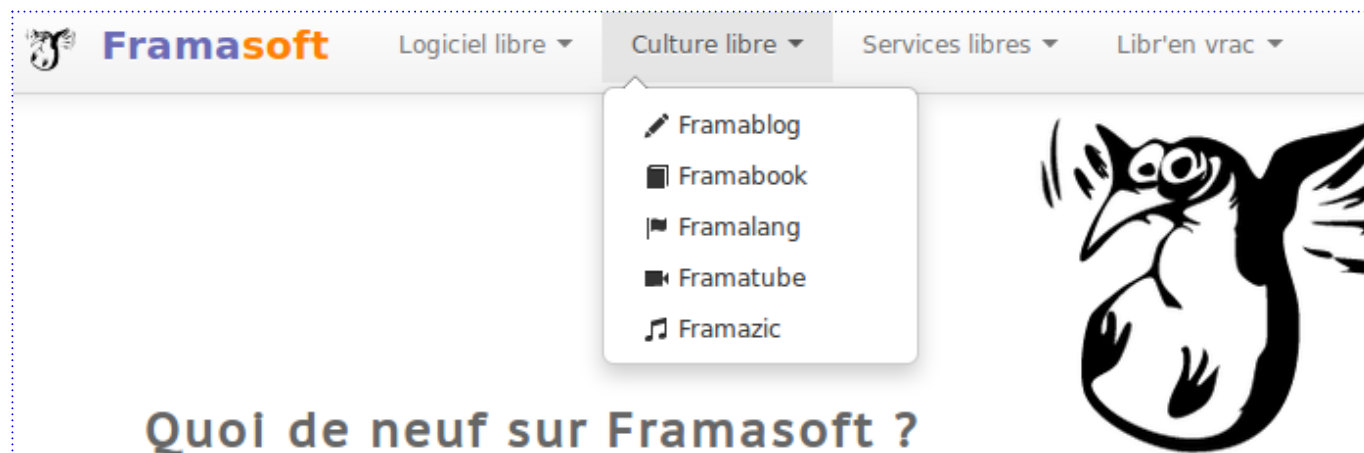 Framasoft Logiciel libre Culture libre Services libres Libr'en vrac
Framablog
Framabook
Framalang
Framatube
Framazic
Quoi de neuf sur Framasoft ?